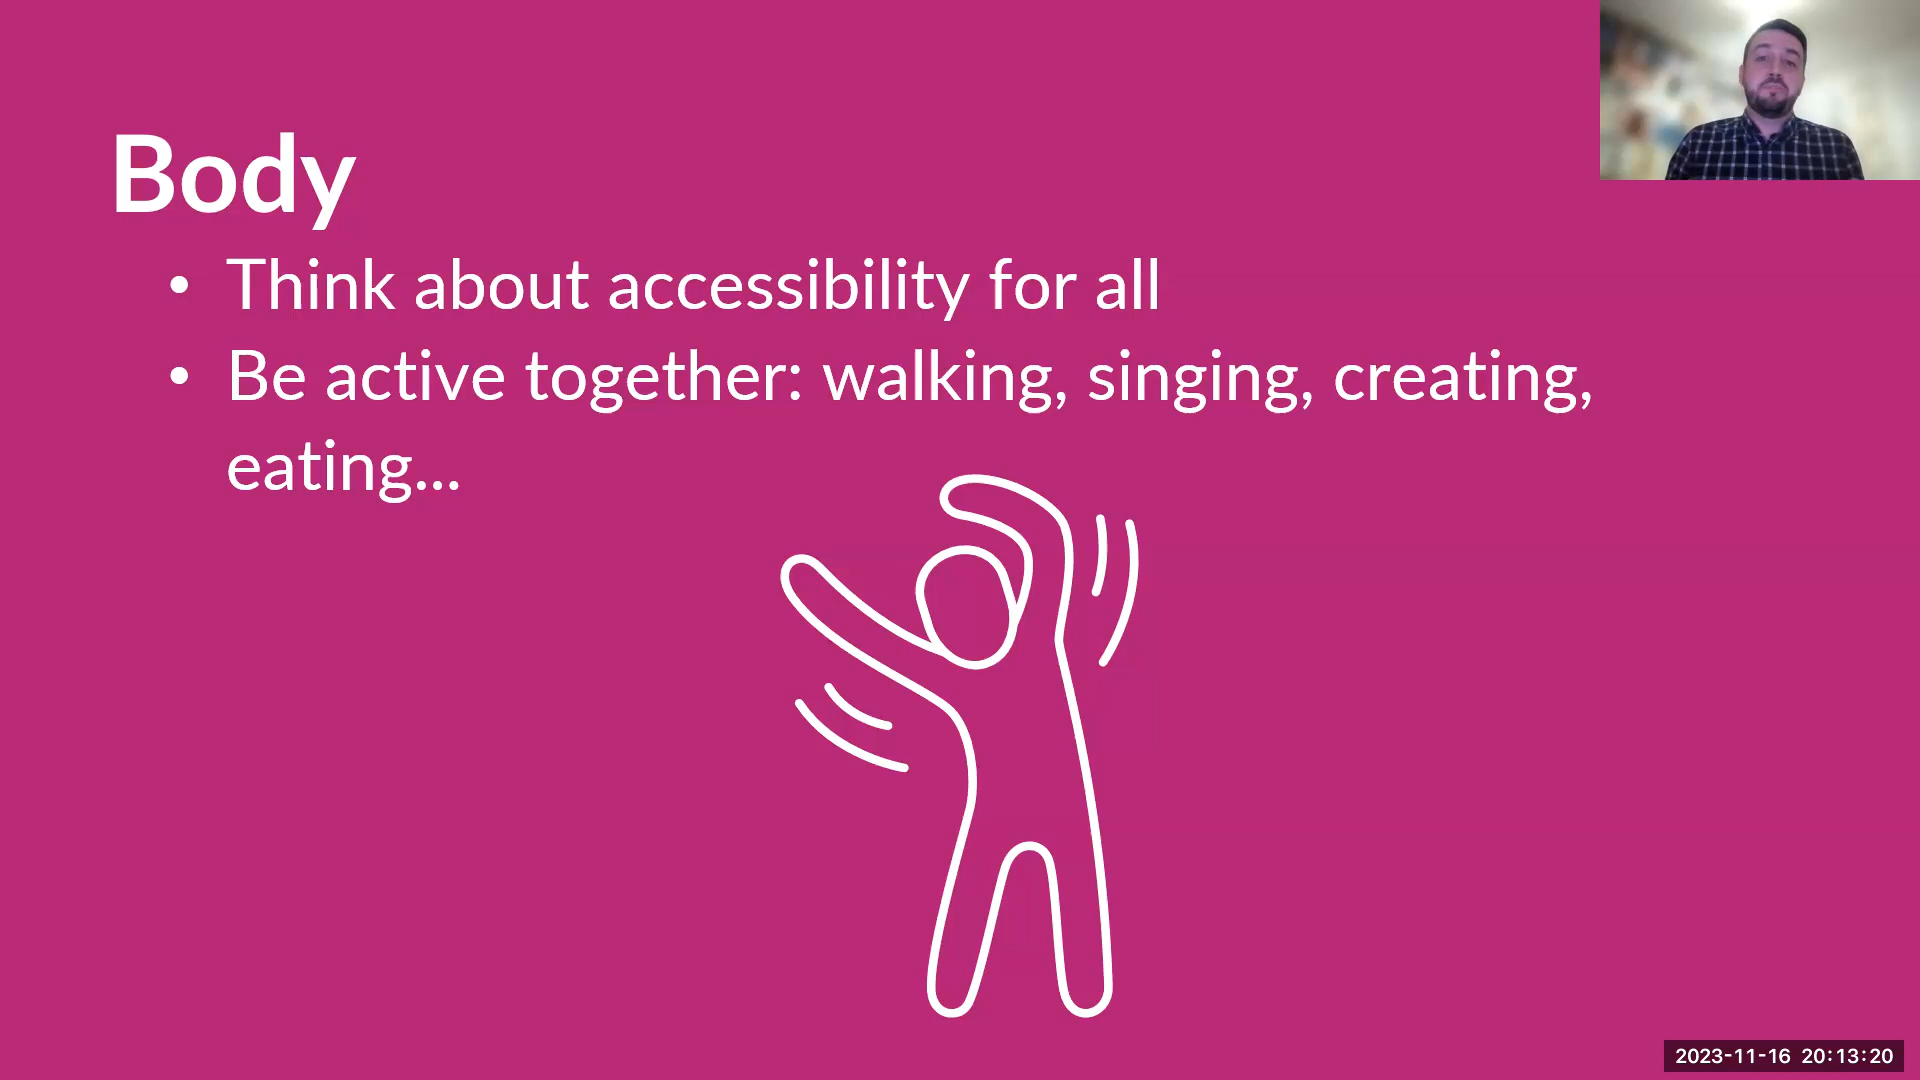 Body
• Think about accessibility for all
• Be active together: walking, singing, creating,
eating...
2023-11-16 20:13:20